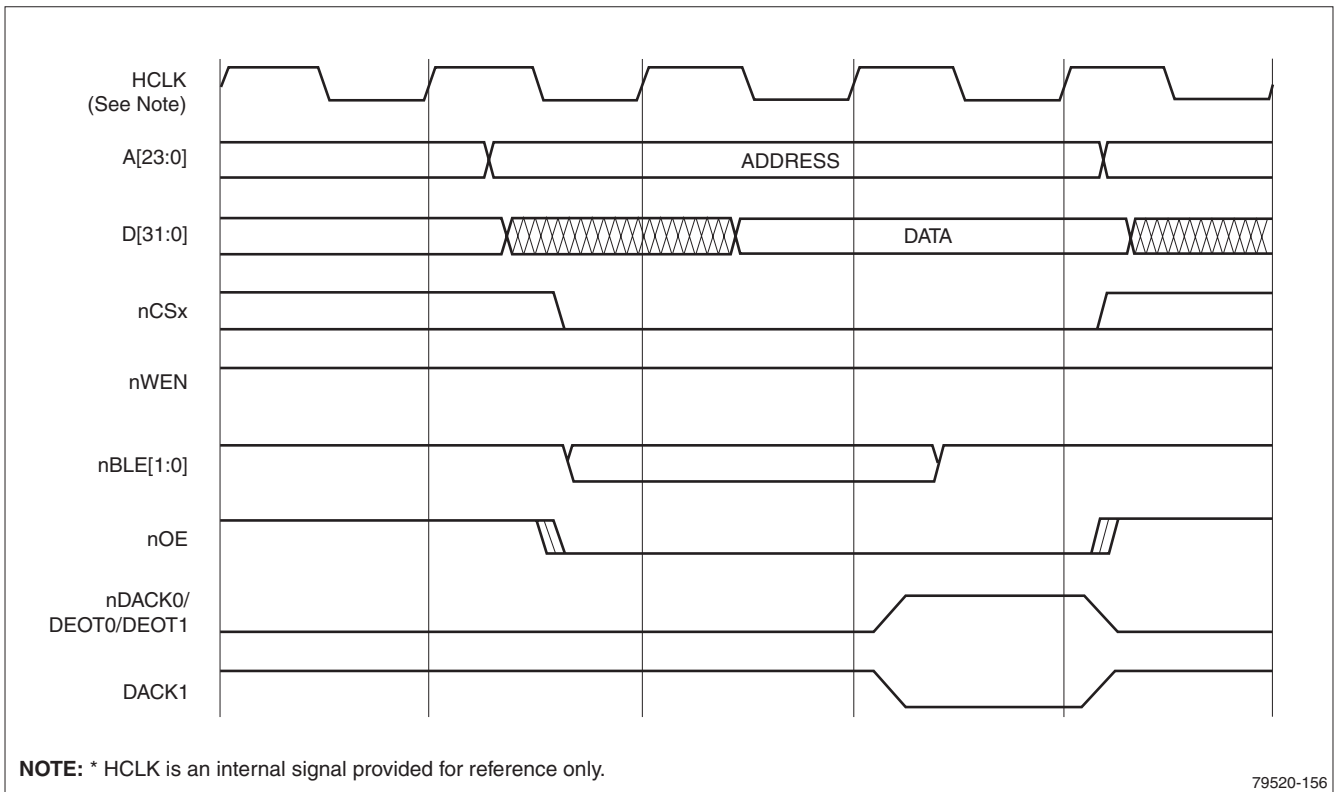 HCLK
(See Note)
A[23:0]
ADDRESS
D[31:0]
DATA
nCSx
nWEN
nBLE[1:0]
nOE
nDACK0/
DEOT0/DEOT1
DACK1
NOTE: * HCLK is an internal signal provided for reference only.
79520-156